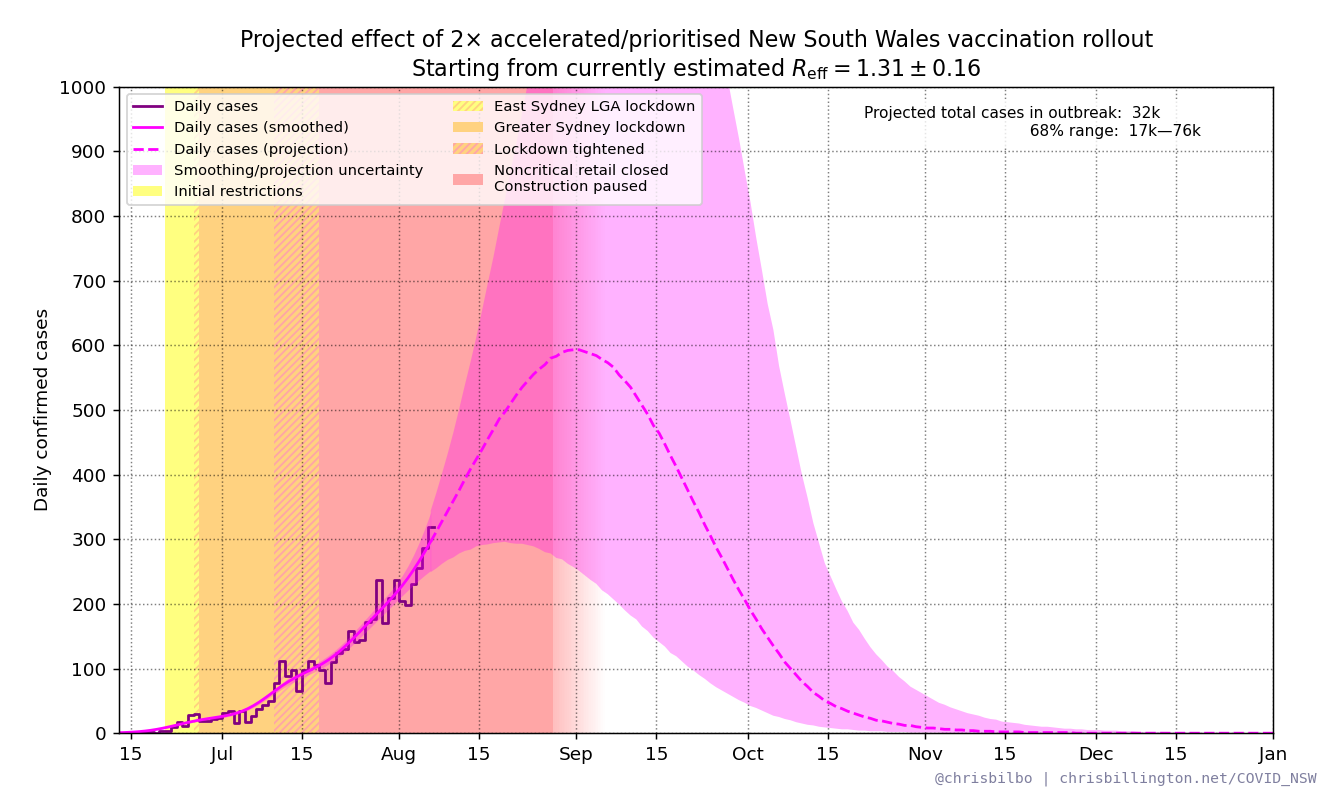 Projected effect of 2× accelerated/prioritised New South Wales vaccination rollout
Starting from currently estimated R_eff = 1.31 ± 0.16
Daily cases
Daily cases (smoothed)
Daily cases (projection)
Smoothing/projection uncertainty
Initial restrictions
East Sydney LGA lockdown
Greater Sydney lockdown
Lockdown tightened
Noncritical retail closed
Construction paused
Projected total cases in outbreak: 32k
68% range: 17k—76k
Daily confirmed cases
1000
900
800
700
600
500
400
300
200
100
0
15 Jul 15 Aug 15 Sep 15 Oct 15 Nov 15 Dec 15 Jan
@chrisbilbo | chrisbillington.net/COVID_NSW